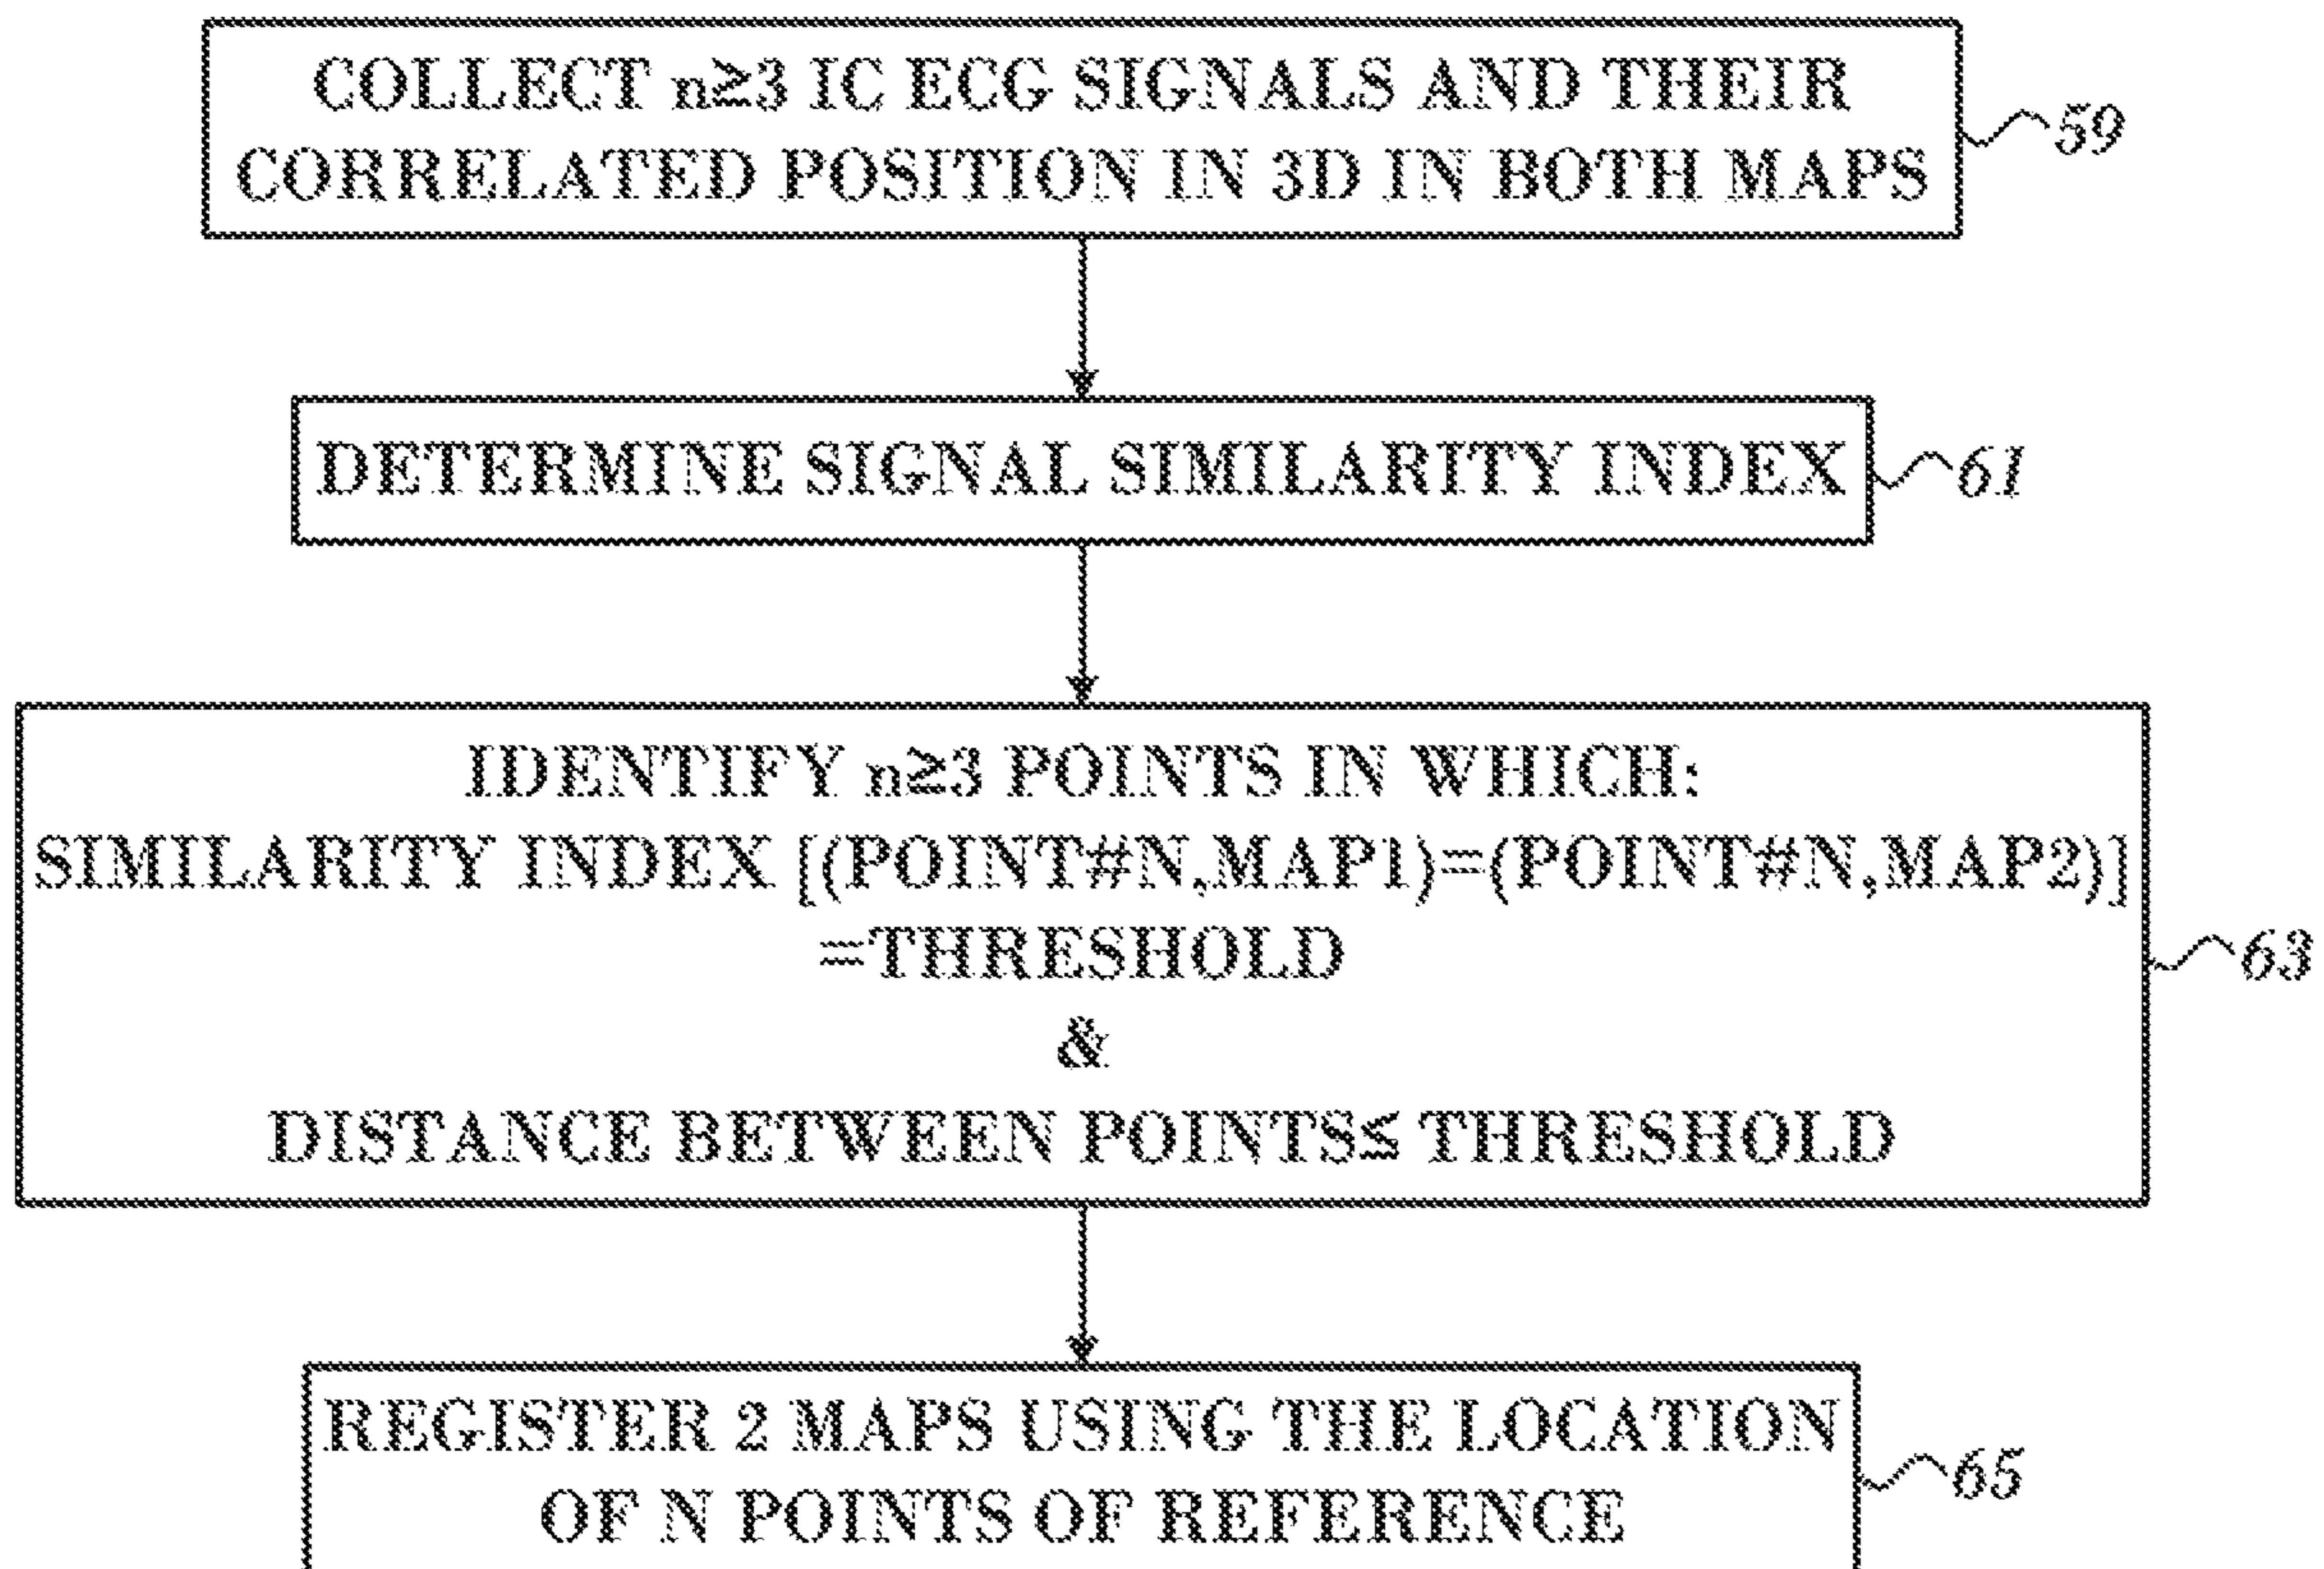 COLLECT n≧3 IC ECG SIGNALS AND THEIR
CORRELATED POSITION IN 3D IN BOTH MAPS
59
DETERMINE SIGNAL SIMILARITY INDEX
61
IDENTIFY n≧3 POINTS IN WHICH:
SIMILARITY INDEX [(POINT#N,MAP1)=(POINT#N,MAP2)]
=THRESHOLD
&
DISTANCE BETWEEN POINTS≦ THRESHOLD
63
REGISTER 2 MAPS USING THE LOCATION
OF N POINTS OF REFERENCE
65